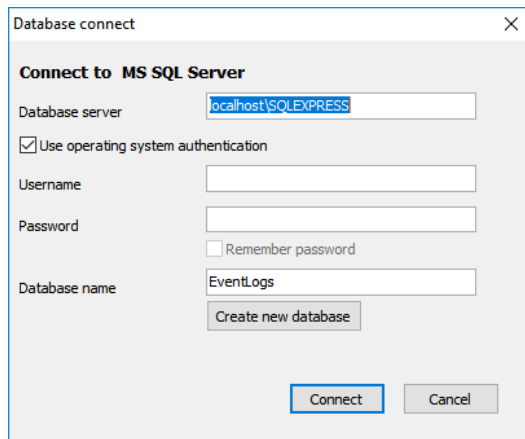 Database connect
Connect to MS SQL Server
Database server localhost\SQLEXPRESS
Use operating system authentication
Username
Password
Remember password
Database name EventLogs
Create new database
Connect Cancel